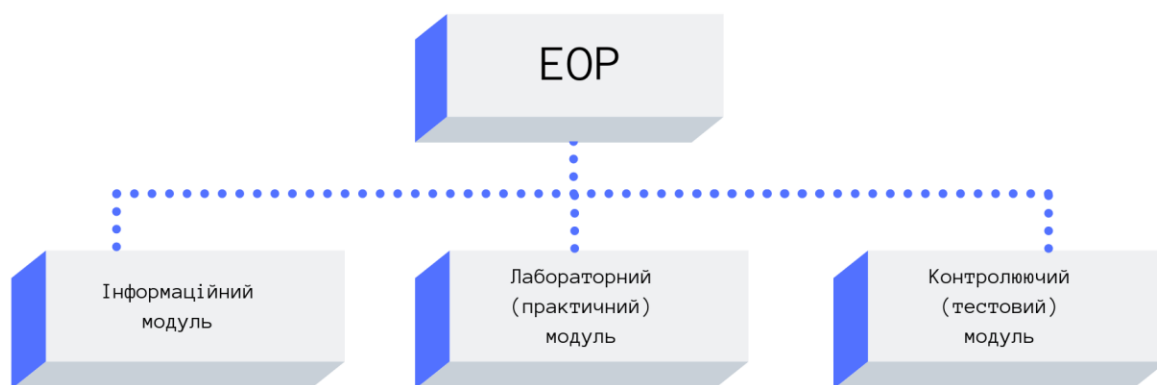 ЕОР
Інформаційний
модуль
Лабораторний
(практичний)
модуль
Контролюючий
(тестовий)
модуль